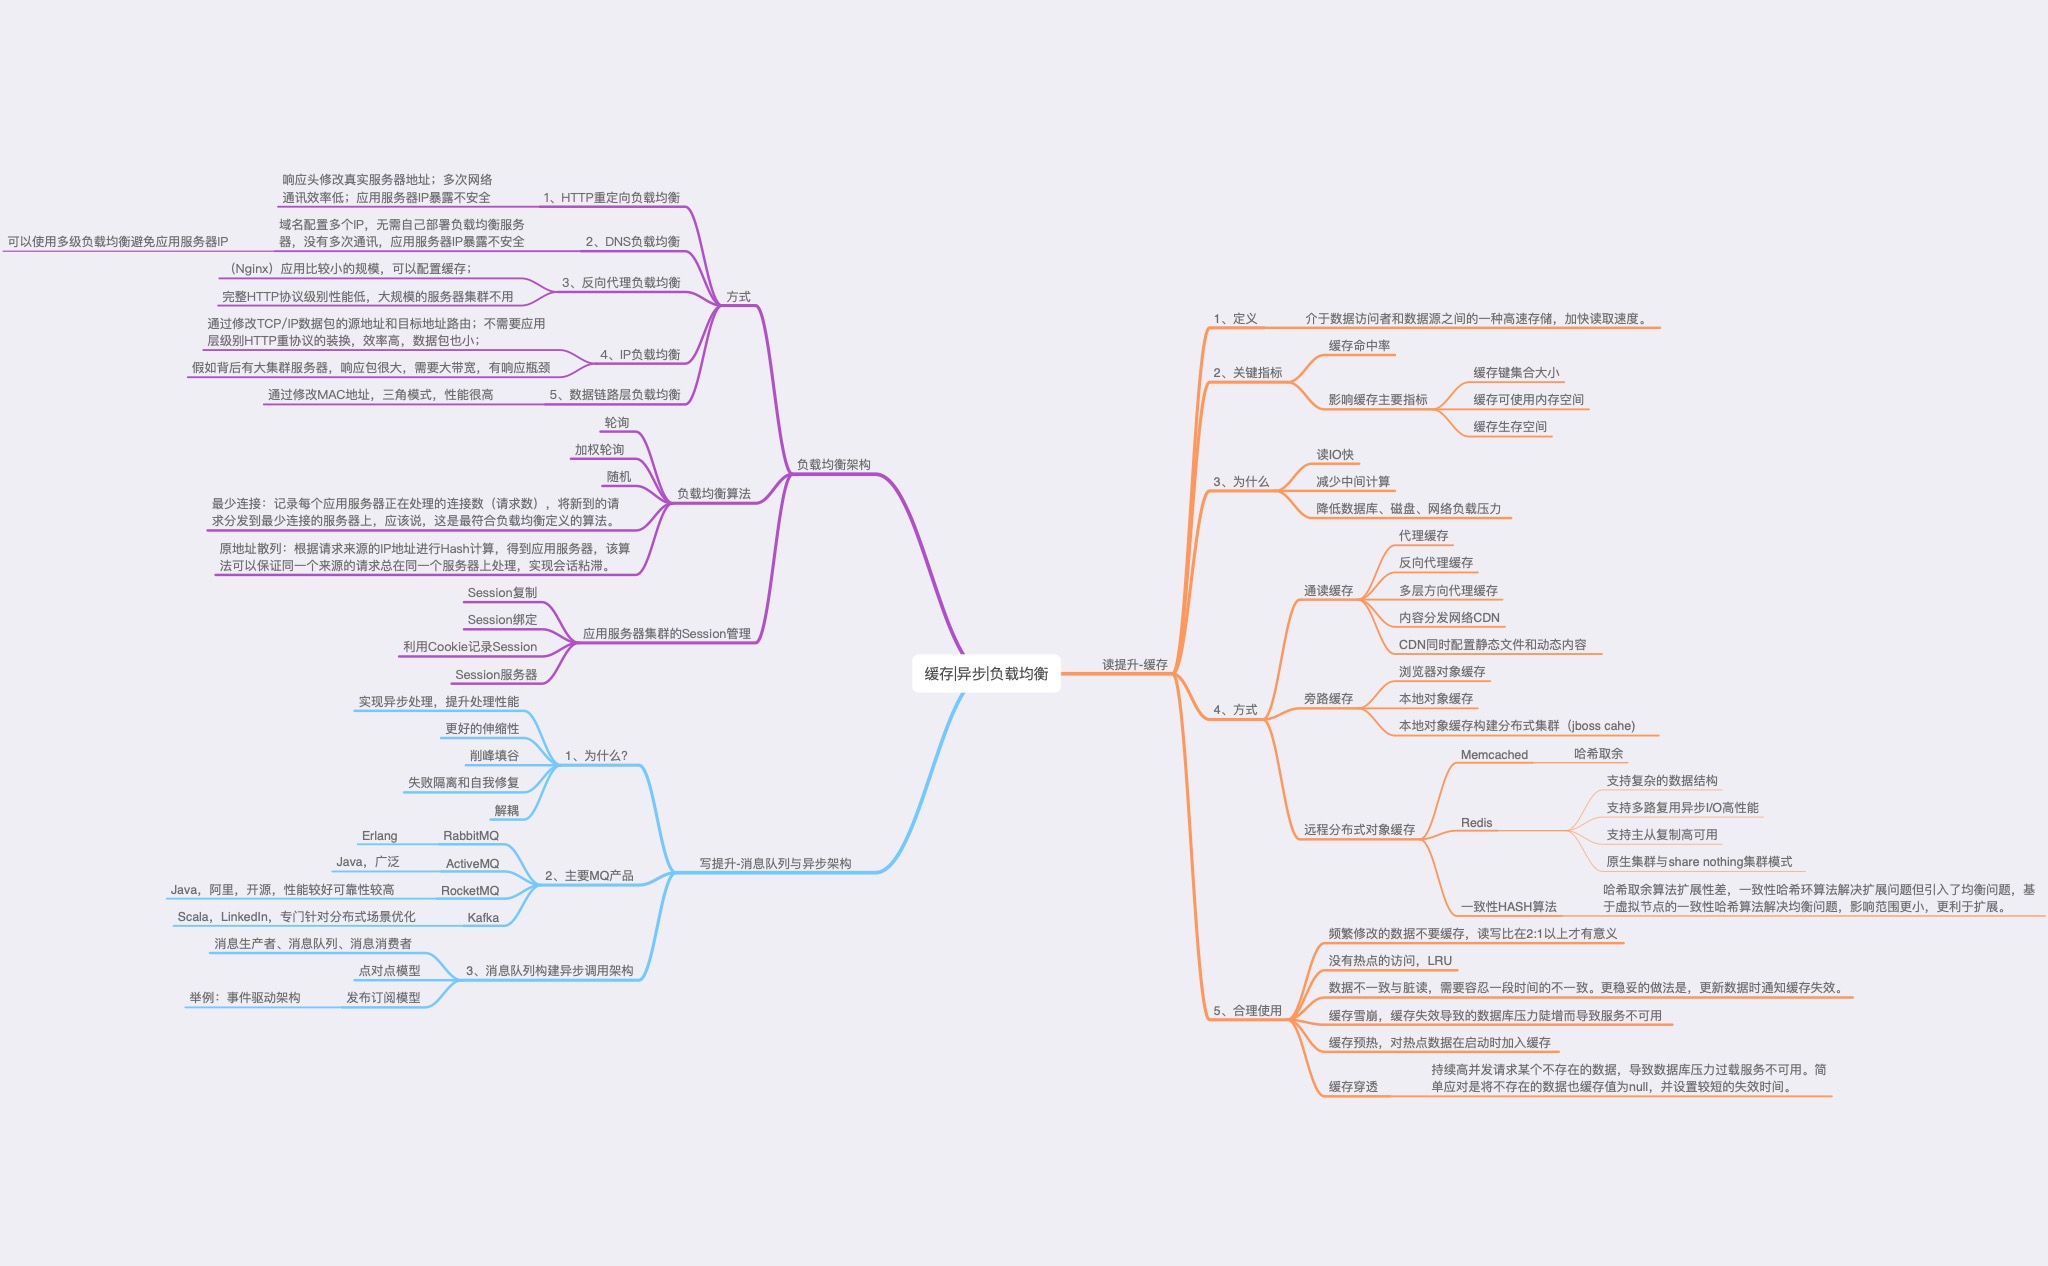 缓存|异步|负载均衡
读提升-缓存
1、定义
介于数据访问者和数据源之间的一种高速存储，加快读取速度。
2、关键指标
缓存命中率
影响缓存主要指标
缓存键集合大小
缓存可使用内存空间
缓存生存空间
3、为什么
读IO快
减少中间计算
降低数据库、磁盘、网络负载压力
4、方式
通读缓存
代理缓存
反向代理缓存
多层方向代理缓存
内容分发网络CDN
CDN同时配置静态文件和动态内容
旁路缓存
浏览器对象缓存
本地对象缓存
本地对象缓存构建分布式集群（jboss cahe)
远程分布式对象缓存
Memcached
哈希取余
Redis
支持复杂的数据结构
支持多路复用异步I/O高性能
支持主从复制高可用
原生集群与share nothing集群模式
一致性HASH算法
哈希取余算法扩展性差，一致性哈希环算法解决扩展问题但引入了均衡问题，基
于虚拟节点的一致性哈希算法解决均衡问题，影响范围更小，更利于扩展。
5、合理使用
频繁修改的数据不要缓存，读写比在2:1以上才有意义
没有热点的访问，LRU
数据不一致与脏读，需要容忍一段时间的不一致。更稳妥的做法是，更新数据时通知缓存失效。
缓存雪崩，缓存失效导致的数据库压力陡增而导致服务不可用
缓存预热，对热点数据在启动时加入缓存
缓存穿透
持续高并发请求某个不存在的数据，导致数据库压力过载服务不可用。简
单应对是将不存在的数据也缓存值为null，并设置较短的失效时间。
负载均衡架构
方式
1、HTTP重定向负载均衡
响应头修改真实服务器地址；多次网络
通讯效率低；应用服务器IP暴露不安全
2、DNS负载均衡
域名配置多个IP，无需自己部署负载均衡服务
器，没有多次通讯，应用服务器IP暴露不安全
可以使用多级负载均衡避免应用服务器IP
3、反向代理负载均衡
（Nginx）应用比较小的规模，可以配置缓存；
完整HTTP协议级别性能低，大规模的服务器集群不用
4、IP负载均衡
通过修改TCP/IP数据包的源地址和目标地址路由；不需要应用
层级别HTTP重协议的装换，效率高，数据包也小；
假如背后有大集群服务器，响应包很大，需要大带宽，有响应瓶颈
5、数据链路层负载均衡
通过修改MAC地址，三角模式，性能很高
负载均衡算法
轮询
加权轮询
随机
最少连接：记录每个应用服务器正在处理的连接数（请求数），将新到的请
求分发到最少连接的服务器上，应该说，这是最符合负载均衡定义的算法。
原地址散列：根据请求来源的IP地址进行Hash计算，得到应用服务器，该算
法可以保证同一个来源的请求总在同一个服务器上处理，实现会话粘滞。
应用服务器集群的Session管理
Session复制
Session绑定
利用Cookie记录Session
Session服务器
写提升-消息队列与异步架构
1、为什么？
实现异步处理，提升处理性能
更好的伸缩性
削峰填谷
失败隔离和自我修复
解耦
2、主要MQ产品
RabbitMQ
Erlang
ActiveMQ
Java，广泛
RocketMQ
Java，阿里，开源，性能较好可靠性较高
Kafka
Scala，LinkedIn，专门针对分布式场景优化
3、消息队列构建异步调用架构
消息生产者、消息队列、消息消费者
点对点模型
发布订阅模型
举例：事件驱动架构